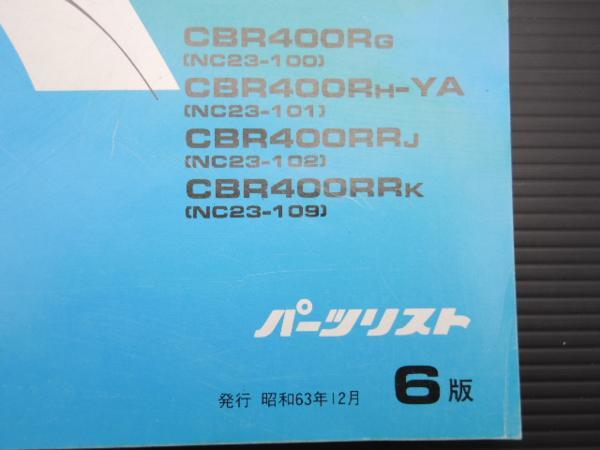 CBR400RG
(NC23-100)
CBR400RH-YA
(NC23-101)
CBR400RRJ
(NC23-102)
CBR400RRK
(NC23-109)
パーツリスト
発行 昭和63年12月 6版